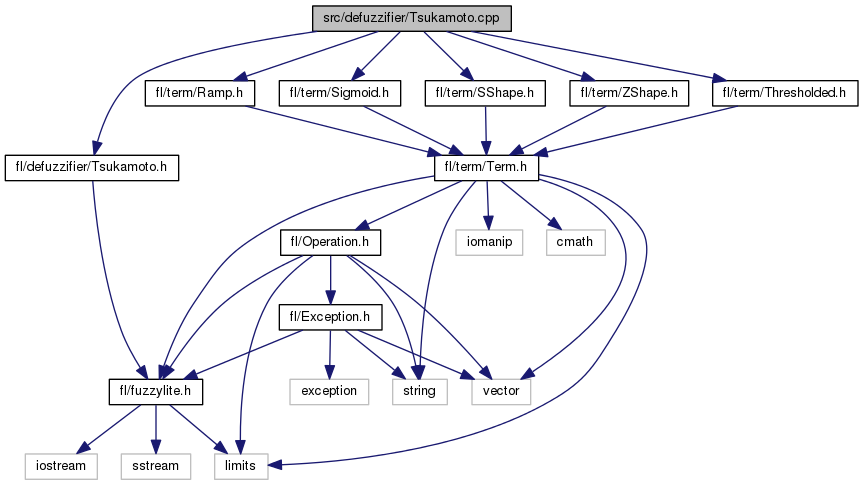 src/defuzzifier/Tsukamoto.cpp
fl/term/Ramp.h
fl/term/Sigmoid.h
fl/term/SShape.h
fl/term/ZShape.h
fl/term/Thresholded.h
fl/defuzzifier/Tsukamoto.h
fl/term/Term.h
fl/Operation.h
iomanip
cmath
fl/Exception.h
fl/fuzzylite.h
exception
string
vector
iostream
sstream
limits